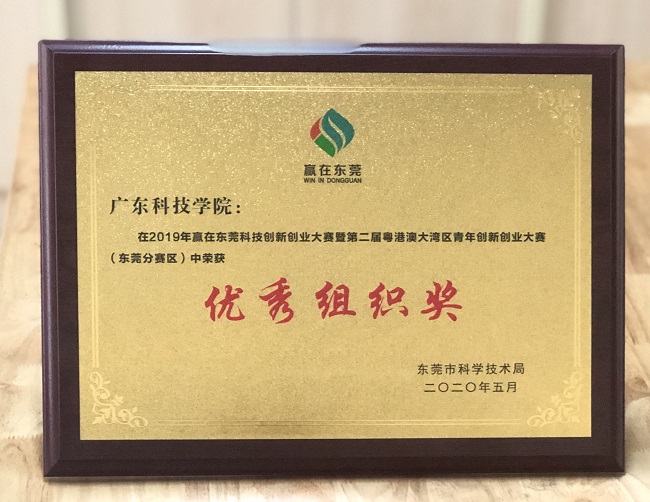 赢在东莞
WIN IN DONGGUAN
广东科技学院：
在2019年赢在东莞科技创新创业大赛暨第二届粤港澳大湾区青年创新创业大赛
（东莞分赛区）中荣获
优秀组织奖
东莞市科学技术局
二〇二〇年五月